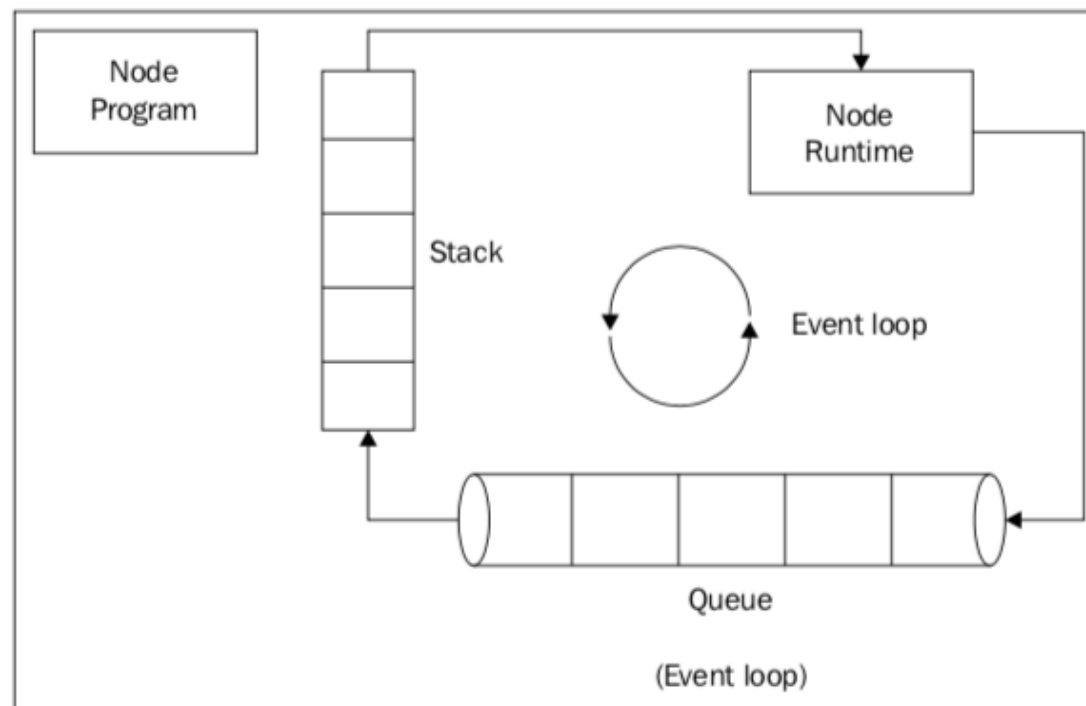 Node
Program
Node
Runtime
Stack
Event loop
Queue
(Event loop)